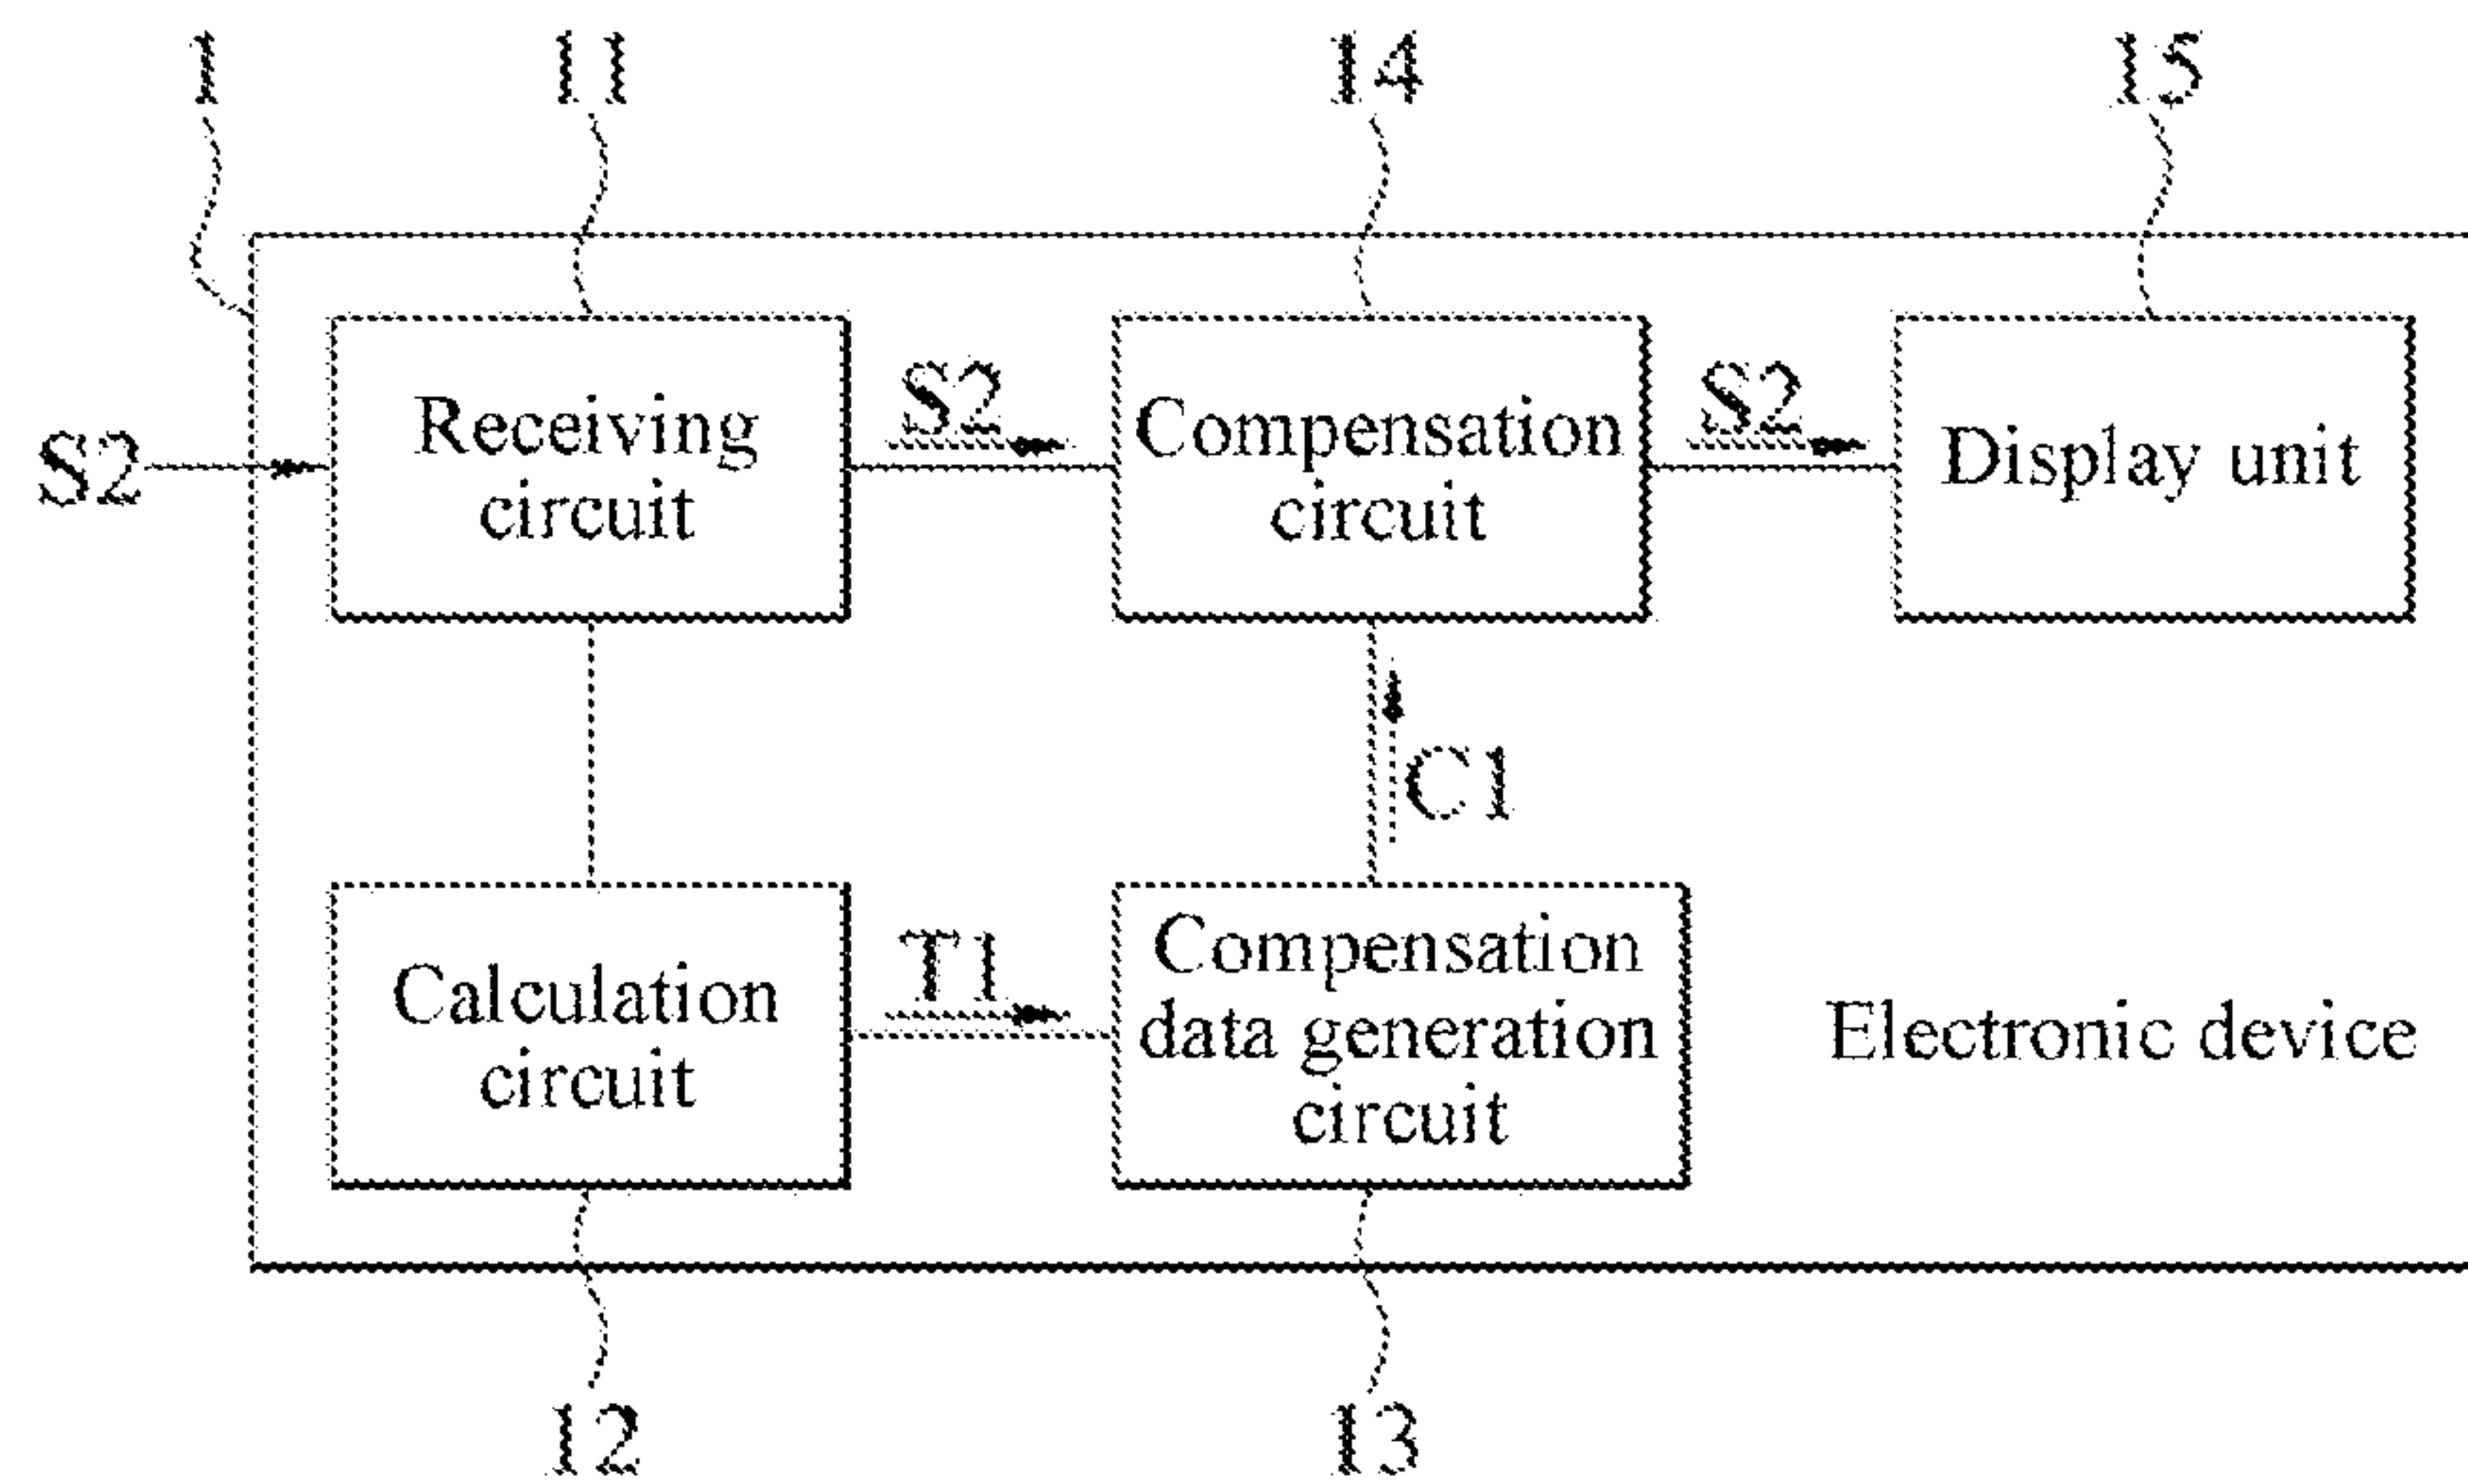 1 11 14 15
S2 S2
Receiving Compensation
S2 Display unit
circuit circuit
C1
Compensation
T1
Calculation data generation Electronic device
circuit circuit
12 13